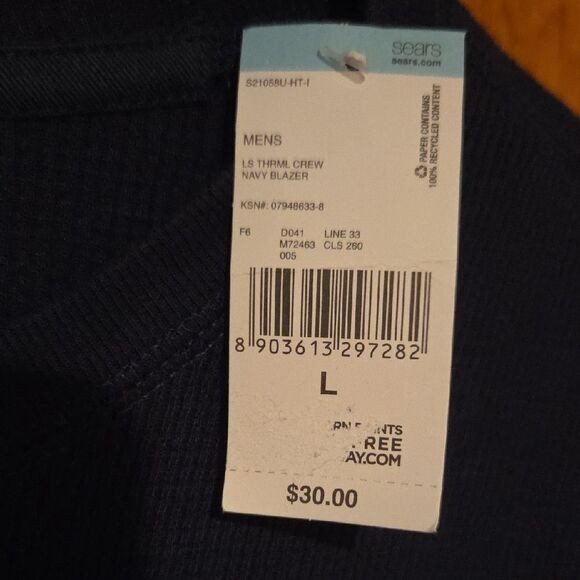 sears
sears.com
S21058U-HT-I
PAPER CONTAINS
100% RECYCLED CONTENT
MENS
LS THRML CREW
NAVY BLAZER
KSN#: 07948633-8
F6 D041 LINE 33
M72463 CLS 260
005
8 903613 297282
L
NTS
FREE
AY.COM
$30.00